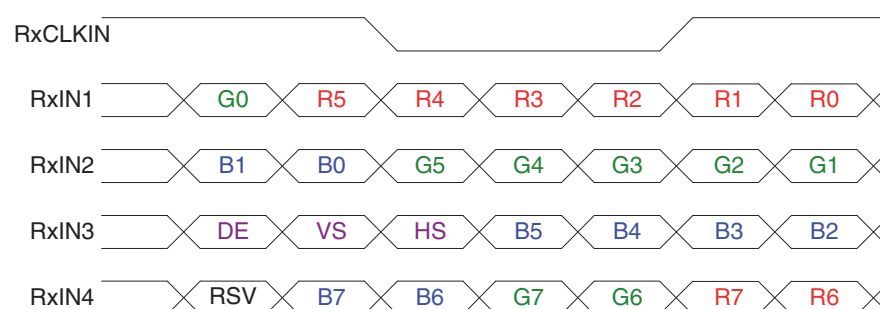 RxCLKIN
RxIN1 G0 R5 R4 R3 R2 R1 R0
RxIN2 B1 B0 G5 G4 G3 G2 G1
RxIN3 DE VS HS B5 B4 B3 B2
RxIN4 RSV B7 B6 G7 G6 R7 R6